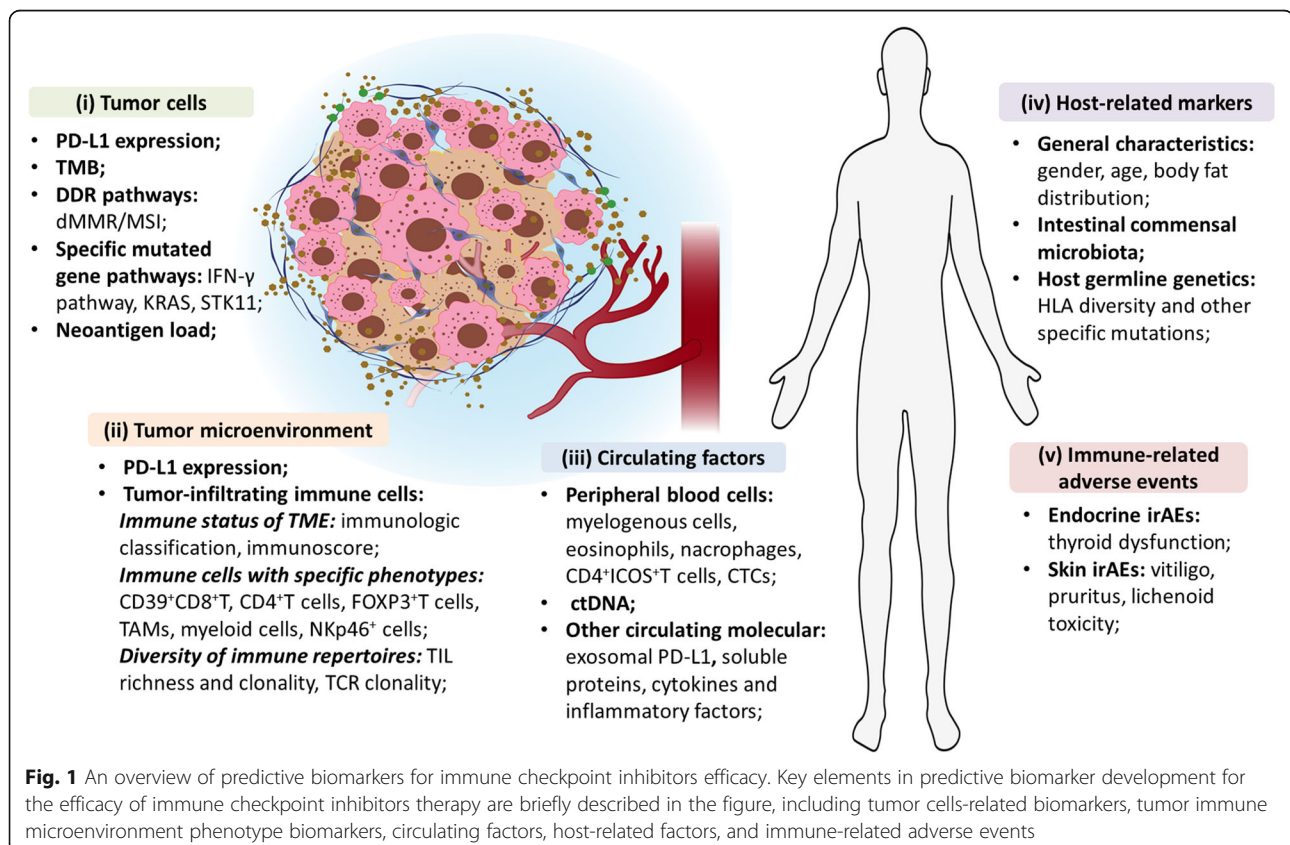 (i) Tumor cells
• PD-L1 expression;
• TMB;
• DDR pathways:
dMMR/MSI;
• Specific mutated
gene pathways: IFN-γ
pathway, KRAS, STK11;
• Neoantigen load;
(ii) Tumor microenvironment
• PD-L1 expression;
• Tumor-infiltrating immune cells:
Immune status of TME: immunologic
classification, immunoscore;
Immune cells with specific phenotypes:
CD39⁺CD8⁺T, CD4⁺T cells, FOXP3⁺T cells,
TAMs, myeloid cells, NKp46⁺ cells;
Diversity of immune repertoires: TIL
richness and clonality, TCR clonality;
(iii) Circulating factors
• Peripheral blood cells:
myelogenous cells,
eosinophils, nacrophages,
CD4⁺ICOS⁺T cells, CTCs;
• ctDNA;
• Other circulating molecular:
exosomal PD-L1, soluble
proteins, cytokines and
inflammatory factors;
(iv) Host-related markers
• General characteristics:
gender, age, body fat
distribution;
• Intestinal commensal
microbiota;
• Host germline genetics:
HLA diversity and other
specific mutations;
(v) Immune-related
adverse events
• Endocrine irAEs:
thyroid dysfunction;
• Skin irAEs: vitiligo,
pruritus, lichenoid
toxicity;
Fig. 1 An overview of predictive biomarkers for immune checkpoint inhibitors efficacy. Key elements in predictive biomarker development for
the efficacy of immune checkpoint inhibitors therapy are briefly described in the figure, including tumor cells-related biomarkers, tumor immune
microenvironment phenotype biomarkers, circulating factors, host-related factors, and immune-related adverse events